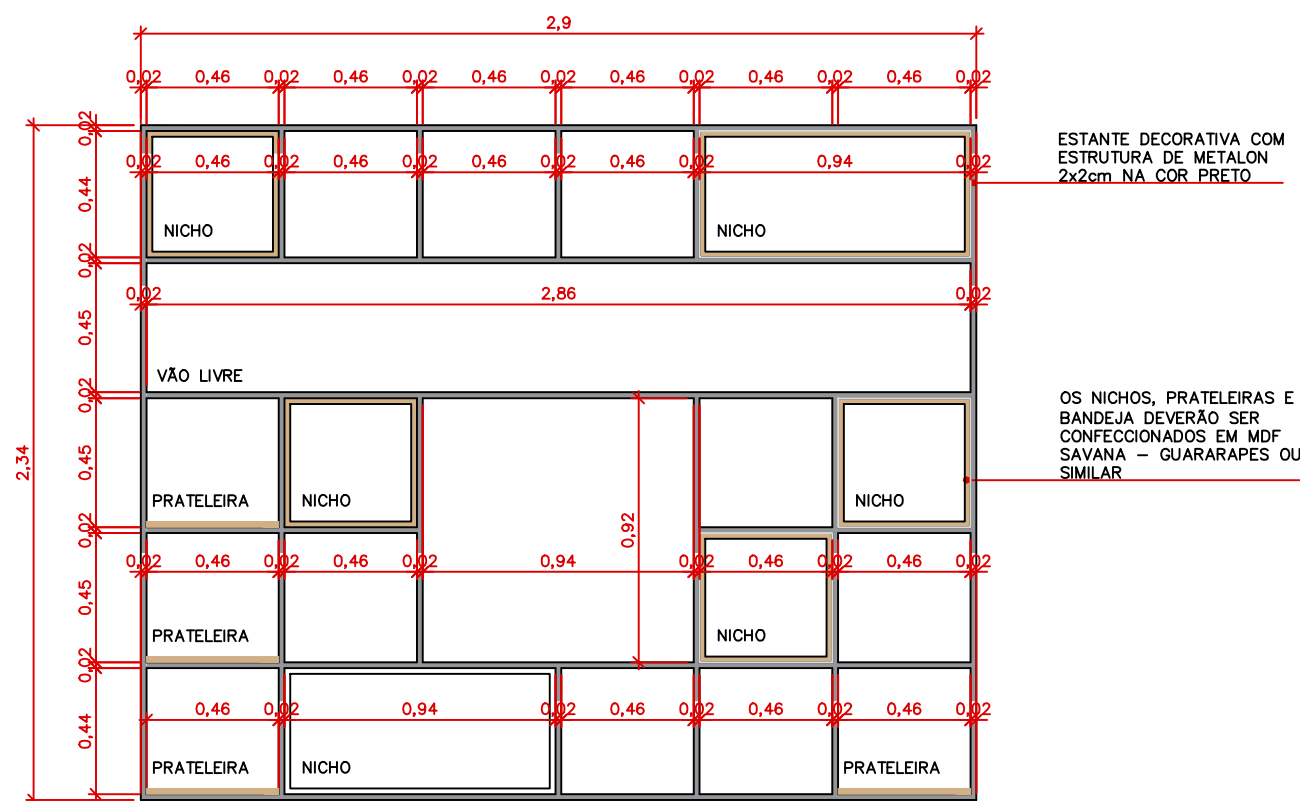 2,9
0,02 0,46 0,02 0,46 0,02 0,46 0,02 0,46 0,02 0,46 0,02 0,46 0,02
0,02
ESTANTE DECORATIVA COM
ESTRUTURA DE METALON
2x2cm NA COR PRETO
0,02 0,46 0,02 0,46 0,02 0,46 0,02 0,46 0,02 0,94 0,02
0,44
NICHO
NICHO
0,02
0,02 2,86 0,02
0,45
VÃO LIVRE
0,02
OS NICHOS, PRATELEIRAS E
BANDEJA DEVERÃO SER
CONFECCIONADOS EM MDF
SAVANA – GUARARAPES OU
SIMILAR
2,34
0,45
PRATELEIRA
NICHO
NICHO
0,02
0,92
0,02 0,46 0,02 0,46 0,02 0,94 0,02 0,46 0,02 0,46 0,02
0,45
PRATELEIRA
NICHO
0,02
0,46 0,02 0,94 0,02 0,46 0,02 0,46 0,02 0,46
0,44
PRATELEIRA
NICHO
PRATELEIRA